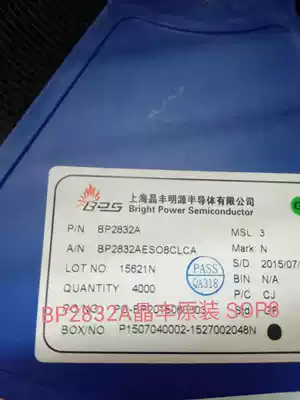 BPS 上海晶丰明源半导体有限公司
Bright Power Semiconductor
P/N BP2832A MSL 3
A/N BP2832AESO8CLCA Mark N
LOT NO: 15621N PASS QA318 S/D 2015/07/
QUANTITY 4000 BIN N/A
P/C CJ
BP2832A晶丰原装 SOP8
BOX/NO P1507040002-1527002048N